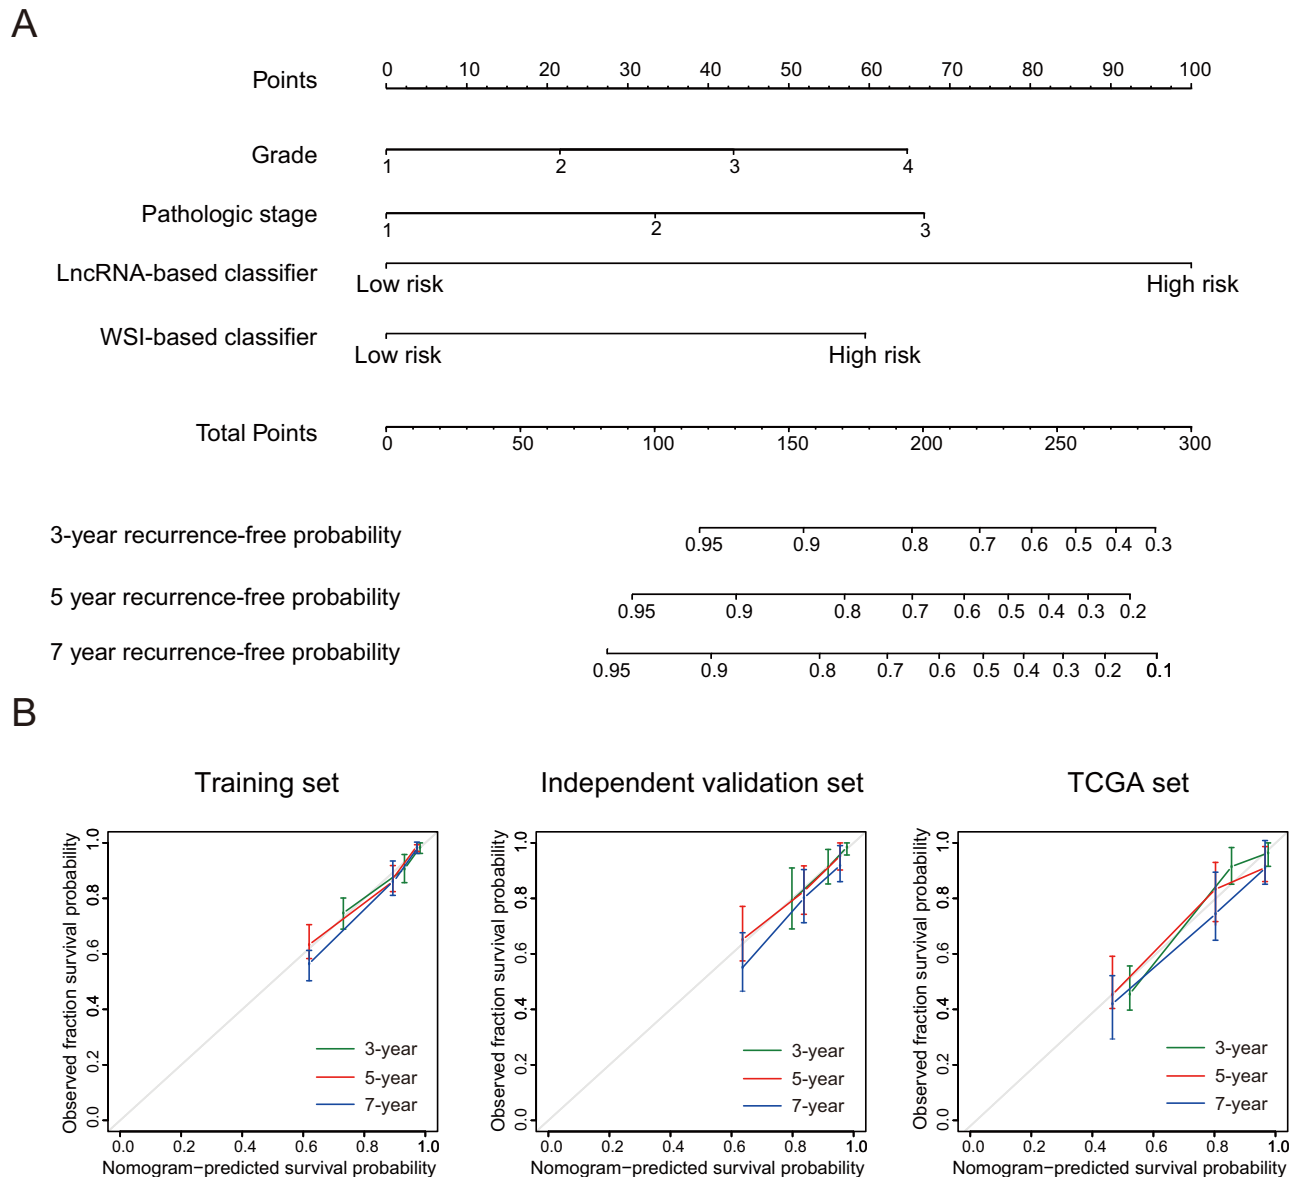 A
Points
0 10 20 30 40 50 60 70 80 90 100
Grade
1 2 3 4
Pathologic stage
1 2 3
LncRNA-based classifier
Low risk High risk
WSI-based classifier
Low risk High risk
Total Points
0 50 100 150 200 250 300
3-year recurrence-free probability
0.95 0.9 0.8 0.7 0.6 0.5 0.4 0.3
5 year recurrence-free probability
0.95 0.9 0.8 0.7 0.6 0.5 0.4 0.3 0.2
7 year recurrence-free probability
0.95 0.9 0.8 0.7 0.6 0.5 0.4 0.3 0.2 0.1
B
Training set
Observed fraction survival probability
1.0
0.8
0.6
0.4
0.2
0.0
3-year
5-year
7-year
0.0 0.2 0.4 0.6 0.8 1.0
Nomogram−predicted survival probability
Independent validation set
Observed fraction survival probability
1.0
0.8
0.6
0.4
0.2
0.0
3-year
5-year
7-year
0.0 0.2 0.4 0.6 0.8 1.0
Nomogram−predicted survival probability
TCGA set
Observed fraction survival probability
1.0
0.8
0.6
0.4
0.2
0.0
3-year
5-year
7-year
0.0 0.2 0.4 0.6 0.8 1.0
Nomogram−predicted survival probability